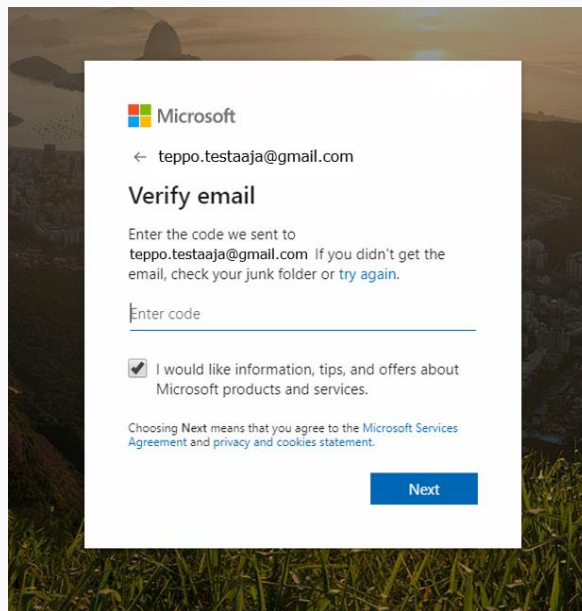 Microsoft
← teppo.testaaja@gmail.com
Verify email
Enter the code we sent to
teppo.testaaja@gmail.com If you didn't get the
email, check your junk folder or try again.
Enter code
I would like information, tips, and offers about
Microsoft products and services.
Choosing Next means that you agree to the Microsoft Services
Agreement and privacy and cookies statement.
Next